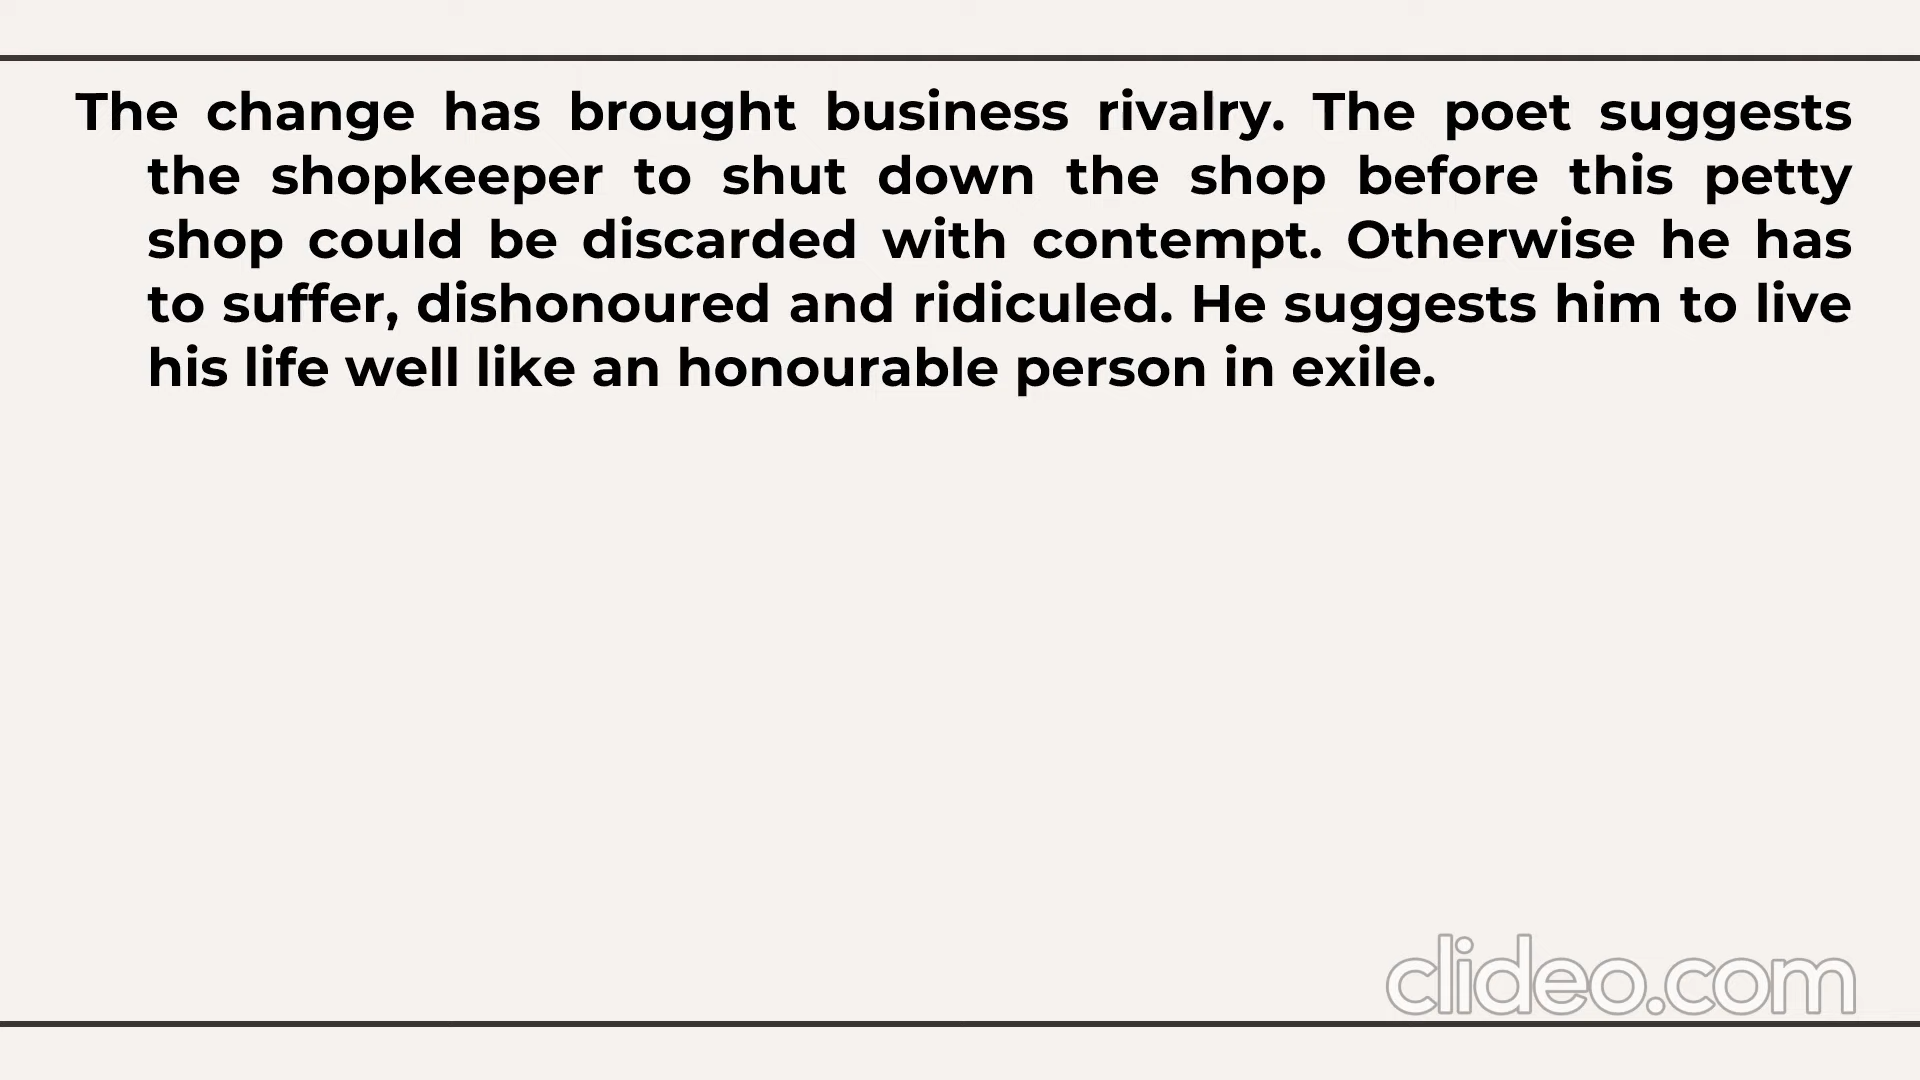 The change has brought business rivalry. The poet suggests
the shopkeeper to shut down the shop before this petty
shop could be discarded with contempt. Otherwise he has
to suffer, dishonoured and ridiculed. He suggests him to live
his life well like an honourable person in exile.
clideo.com